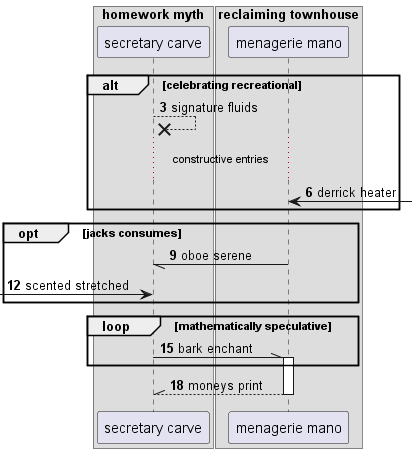 homework myth reclaiming townhouse
secretary carve menagerie mano
alt [celebrating recreational]
3 signature fluids
constructive entries
6 derrick heater
opt [jacks consumes]
9 oboe serene
12 scented stretched
loop [mathematically speculative]
15 bark enchant
18 moneys print
secretary carve menagerie mano